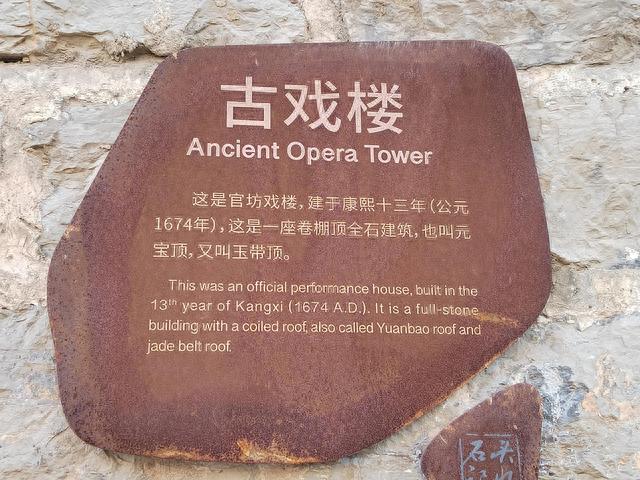 古戏楼
Ancient Opera Tower
这是官坊戏楼，建于康熙十三年（公元
1674年），这是一座卷棚顶全石建筑，也叫元
宝顶，又叫玉带顶。
This was an official performance house, built in the
13th year of Kangxi (1674 A.D.). It is a full-stone
building with a coiled roof, also called Yuanbao roof and
jade belt roof.